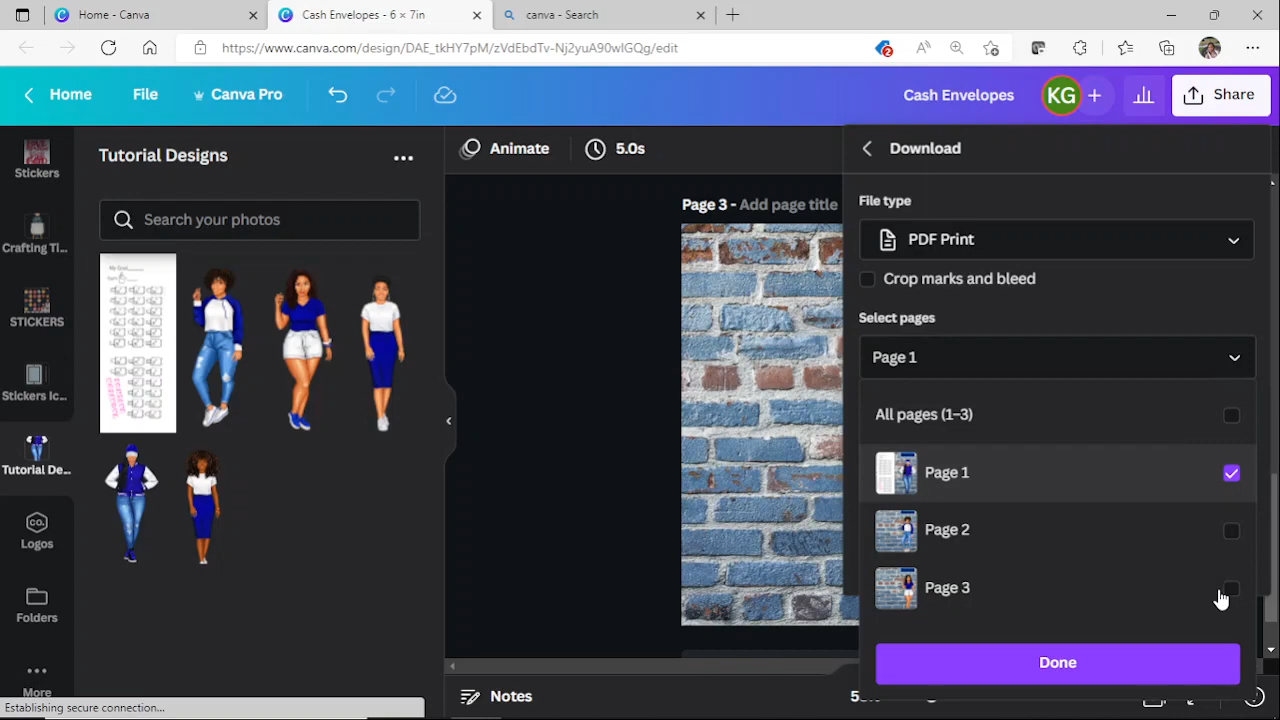 Home - Canva
Cash Envelopes - 6 × 7in
canva - Search
https://www.canva.com/design/DAE_tkHY7pM/zVdEbdTv-Nj2yuA90wIGQg/edit
2
Home
File
Canva Pro
Cash Envelopes
KG
Share
Stickers
Crafting Ti...
STICKERS
Stickers Ic...
Tutorial De...
CO.
Logos
Folders
More
Tutorial Designs
Search your photos
My Goal
Animate
5.0s
Page 3 - Add page title
Download
File type
PDF Print
Crop marks and bleed
Select pages
Page 1
All pages (1–3)
Page 1
Page 2
Page 3
Done
Notes
Establishing secure connection...